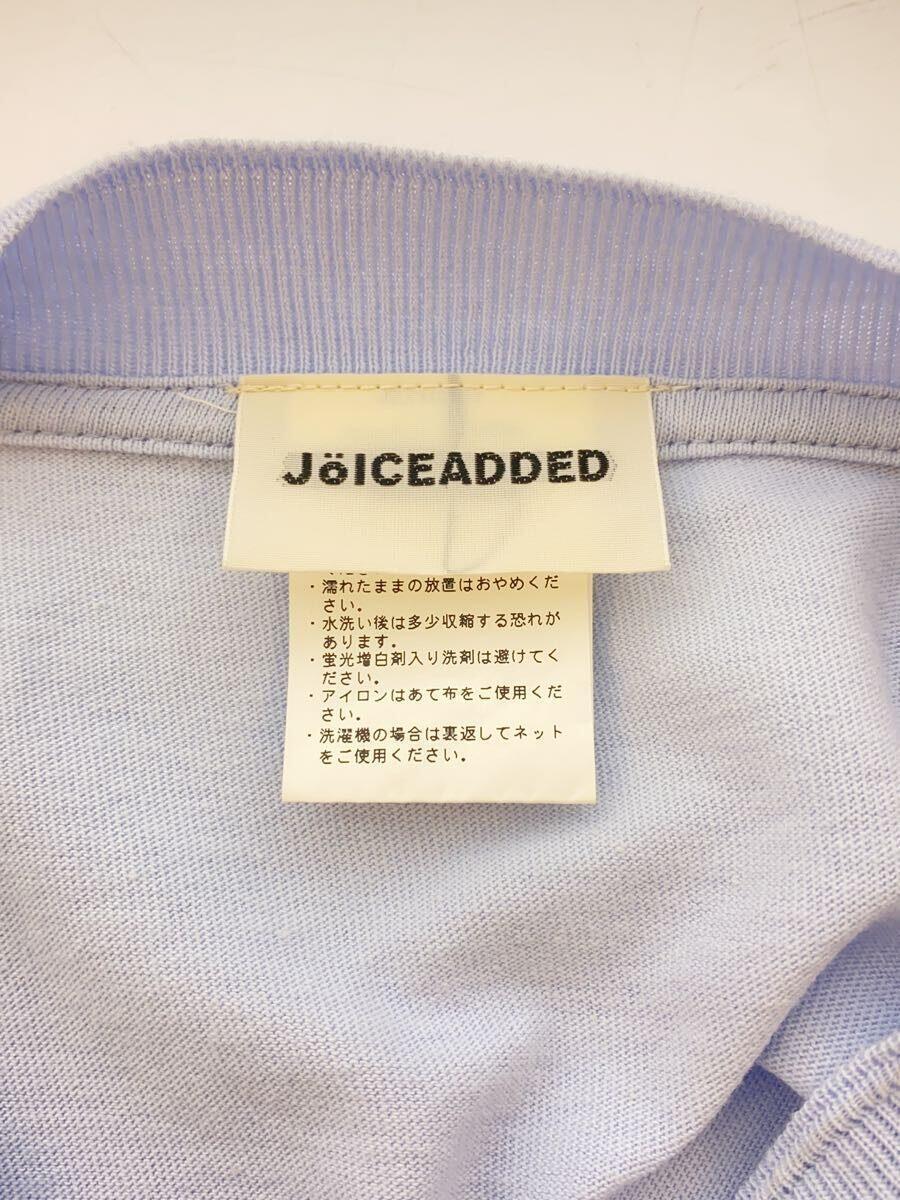 JöICEADDED
・濡れたままの放置はおやめくだ
さい。
・水洗い後は多少収縮する恐れが
あります。
・蛍光増白剤入り洗剤は避けてく
ださい。
・アイロンはあて布をご使用くだ
さい。
・洗濯機の場合は裏返してネット
をご使用ください。